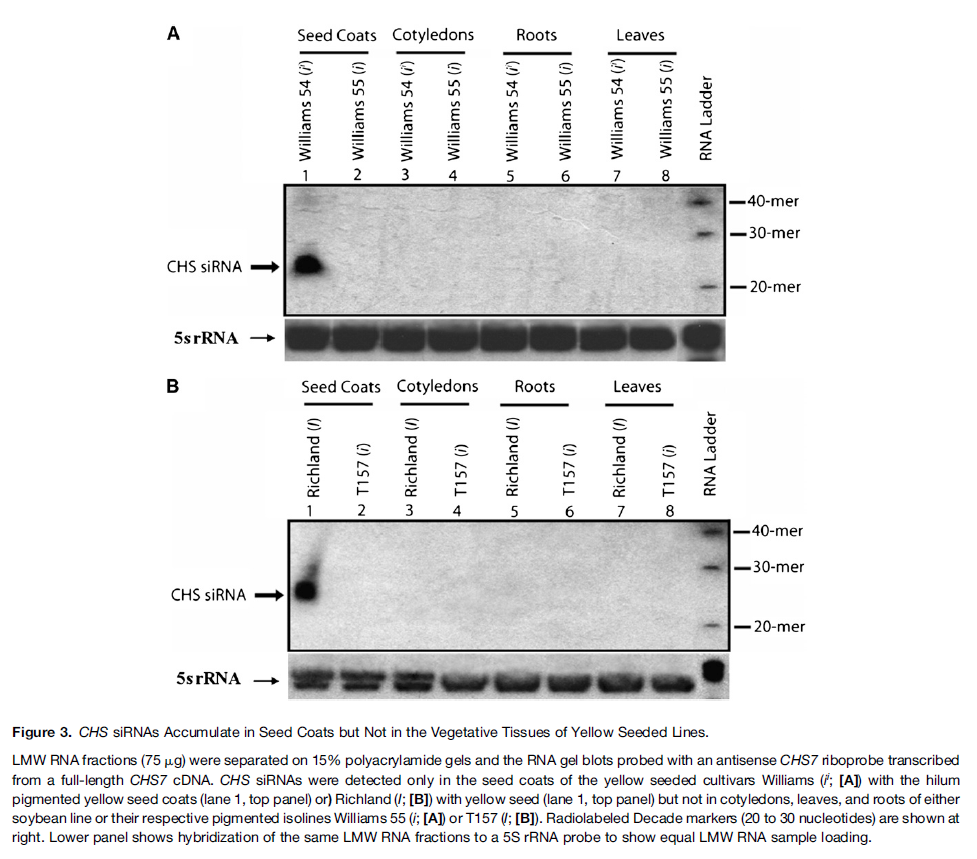 A
Seed Coats Cotyledons Roots Leaves
Williams 54 (iⁱ) Williams 55 (i) Williams 54 (iⁱ) Williams 55 (i) Williams 54 (iⁱ) Williams 55 (i) Williams 54 (iⁱ) Williams 55 (i) RNA Ladder
1 2 3 4 5 6 7 8
40-mer
30-mer
CHS siRNA
20-mer
5srRNA
B
Seed Coats Cotyledons Roots Leaves
Richland (I) T157 (i) Richland (I) T157 (i) Richland (I) T157 (i) Richland (I) T157 (i) RNA Ladder
1 2 3 4 5 6 7 8
40-mer
30-mer
CHS siRNA
20-mer
5srRNA
Figure 3. CHS siRNAs Accumulate in Seed Coats but Not in the Vegetative Tissues of Yellow Seeded Lines.
LMW RNA fractions (75 μg) were separated on 15% polyacrylamide gels and the RNA gel blots probed with an antisense CHS7 riboprobe transcribed
from a full-length CHS7 cDNA. CHS siRNAs were detected only in the seed coats of the yellow seeded cultivars Williams (iⁱ; [A]) with the hilum
pigmented yellow seed coats (lane 1, top panel) or) Richland (I; [B]) with yellow seed (lane 1, top panel) but not in cotyledons, leaves, and roots of either
soybean line or their respective pigmented isolines Williams 55 (i; [A]) or T157 (I; [B]). Radiolabeled Decade markers (20 to 30 nucleotides) are shown at
right. Lower panel shows hybridization of the same LMW RNA fractions to a 5S rRNA probe to show equal LMW RNA sample loading.